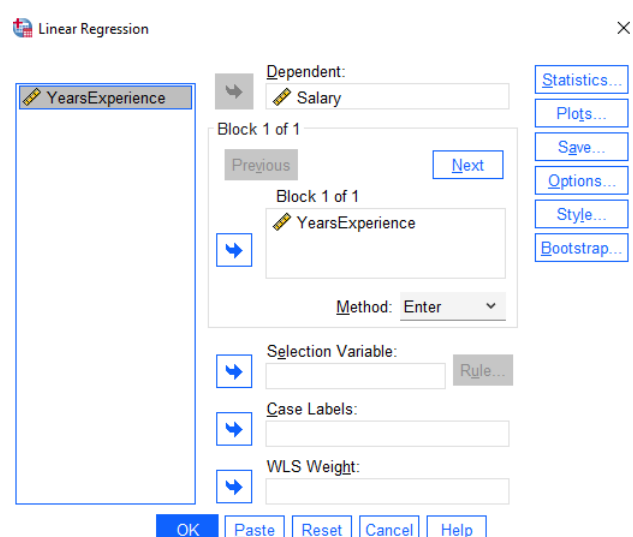 Linear Regression
YearsExperience
Dependent:
Salary
Block 1 of 1
Previous
Next
Block 1 of 1
YearsExperience
Method: Enter
Selection Variable:
Rule...
Case Labels:
WLS Weight:
Statistics...
Plots...
Save...
Options...
Style...
Bootstrap...
OK Paste Reset Cancel Help